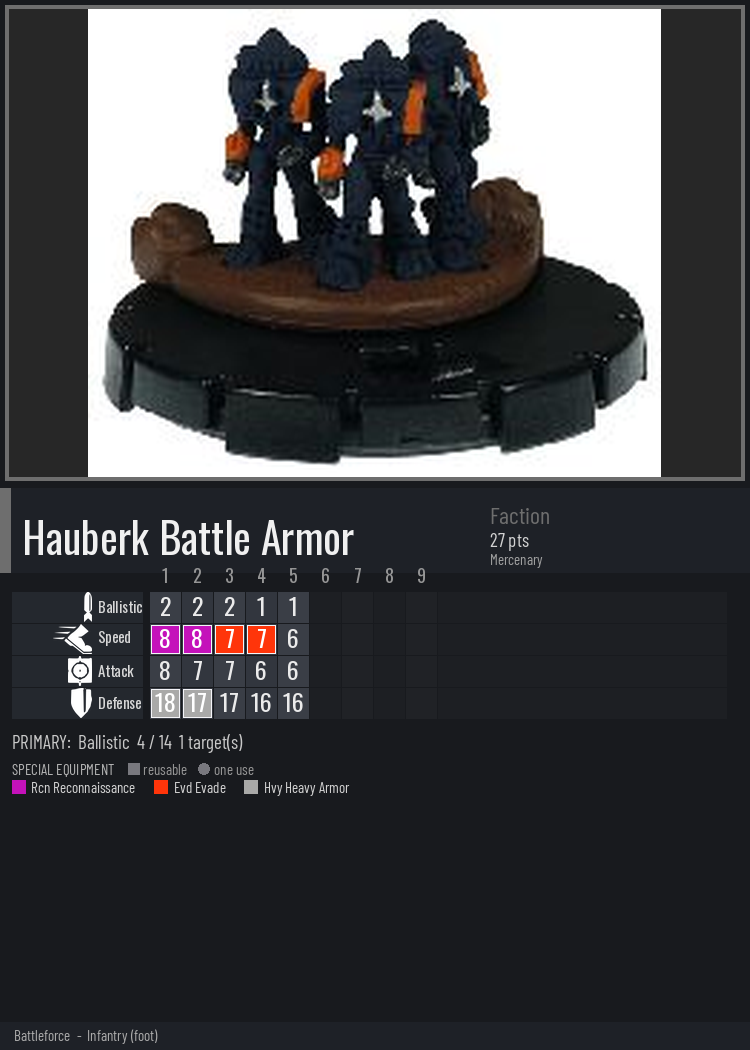 Hauberk Battle Armor
Faction
27 pts
Mercenary
1 2 3 4 5 6 7 8 9
Ballistic 2 2 2 1 1
Speed 8 8 7 7 6
Attack 8 7 7 6 6
Defense 18 17 17 16 16
PRIMARY: Ballistic 4 / 14 1 target(s)
SPECIAL EQUIPMENT reusable one use
Rcn Reconnaissance Evd Evade Hvy Heavy Armor
Battleforce - Infantry (foot)